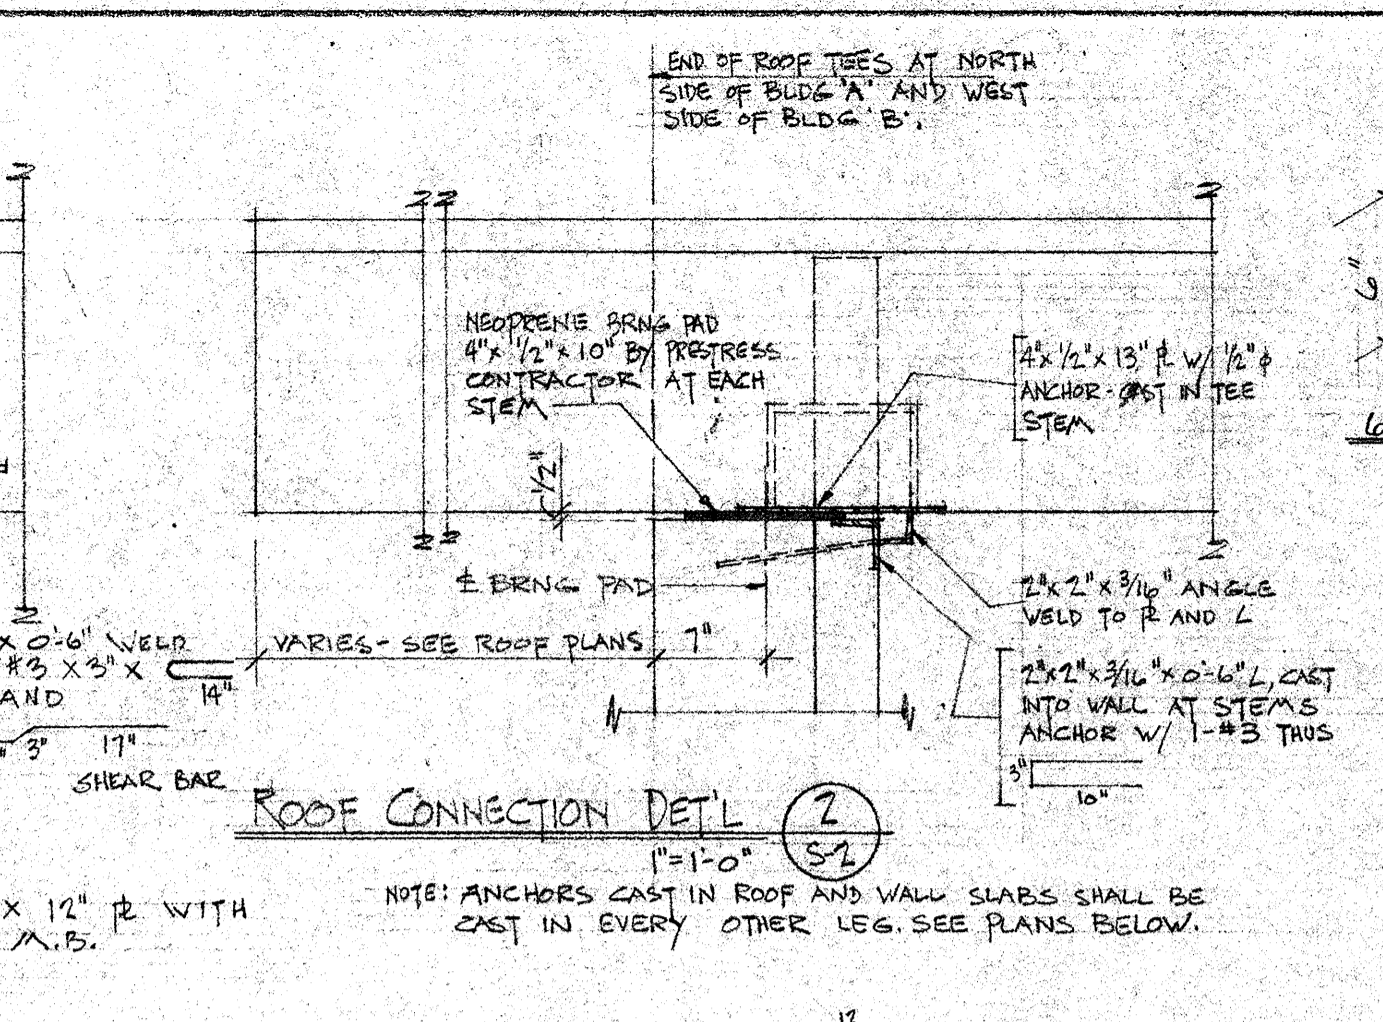 END OF ROOF TEES AT NORTH
SIDE OF BLDG 'A' AND WEST
SIDE OF BLDG 'B'.
NEOPRENE BRNG PAD
4" x 1/2" x 10" BY PRESTRESS
CONTRACTOR AT EACH
STEM
4" x 1/2" x 13" ℄ W/ 1/2" φ
ANCHOR - CAST IN TEE
STEM
6"
1/2"
℄ BRNG PAD
2" x 2" x 3/16" ANGLE
WELD TO ℄ AND L
VARIES - SEE ROOF PLANS
7"
2" x 2" x 3/16" x 0'-6" L, CAST
INTO WALL AT STEMS
ANCHOR W/ 1-#3 THUS
3"
10"
X 0'-6" WELD
#3 X 3" X
14"
AND
3"
17"
SHEAR BAR
ROOF CONNECTION DET'L
2
S-2
1" = 1'-0"
NOTE: ANCHORS CAST IN ROOF AND WALL SLABS SHALL BE
CAST IN EVERY OTHER LEG. SEE PLANS BELOW.
X 12" ℄ WITH
M.B.
12